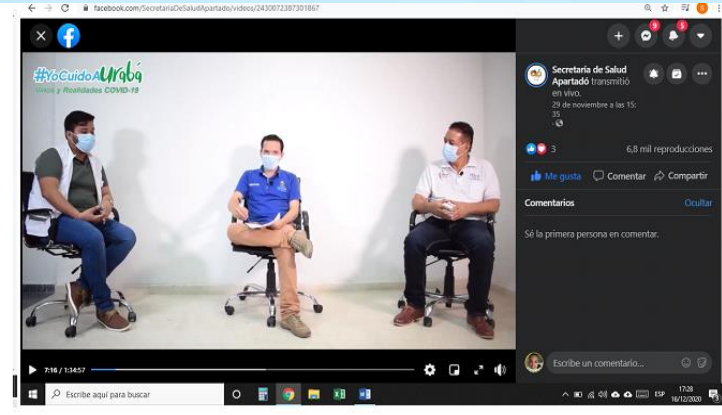 facebook.com/SecretariaDeSaludApartado/videos/2430072387301867
#YoCuidoAUrabá
Mitos y Realidades COVID-19
9
5
Secretaría de Salud
Apartadó transmitió
en vivo.
29 de noviembre a las 15:
35
3
6,8 mil reproducciones
Me gusta
Comentar
Compartir
Comentarios
Ocultar
Sé la primera persona en comentar.
7:16 / 1:34:57
Escribe un comentario...
Escribe aquí para buscar
ESP
17:28
16/12/2020